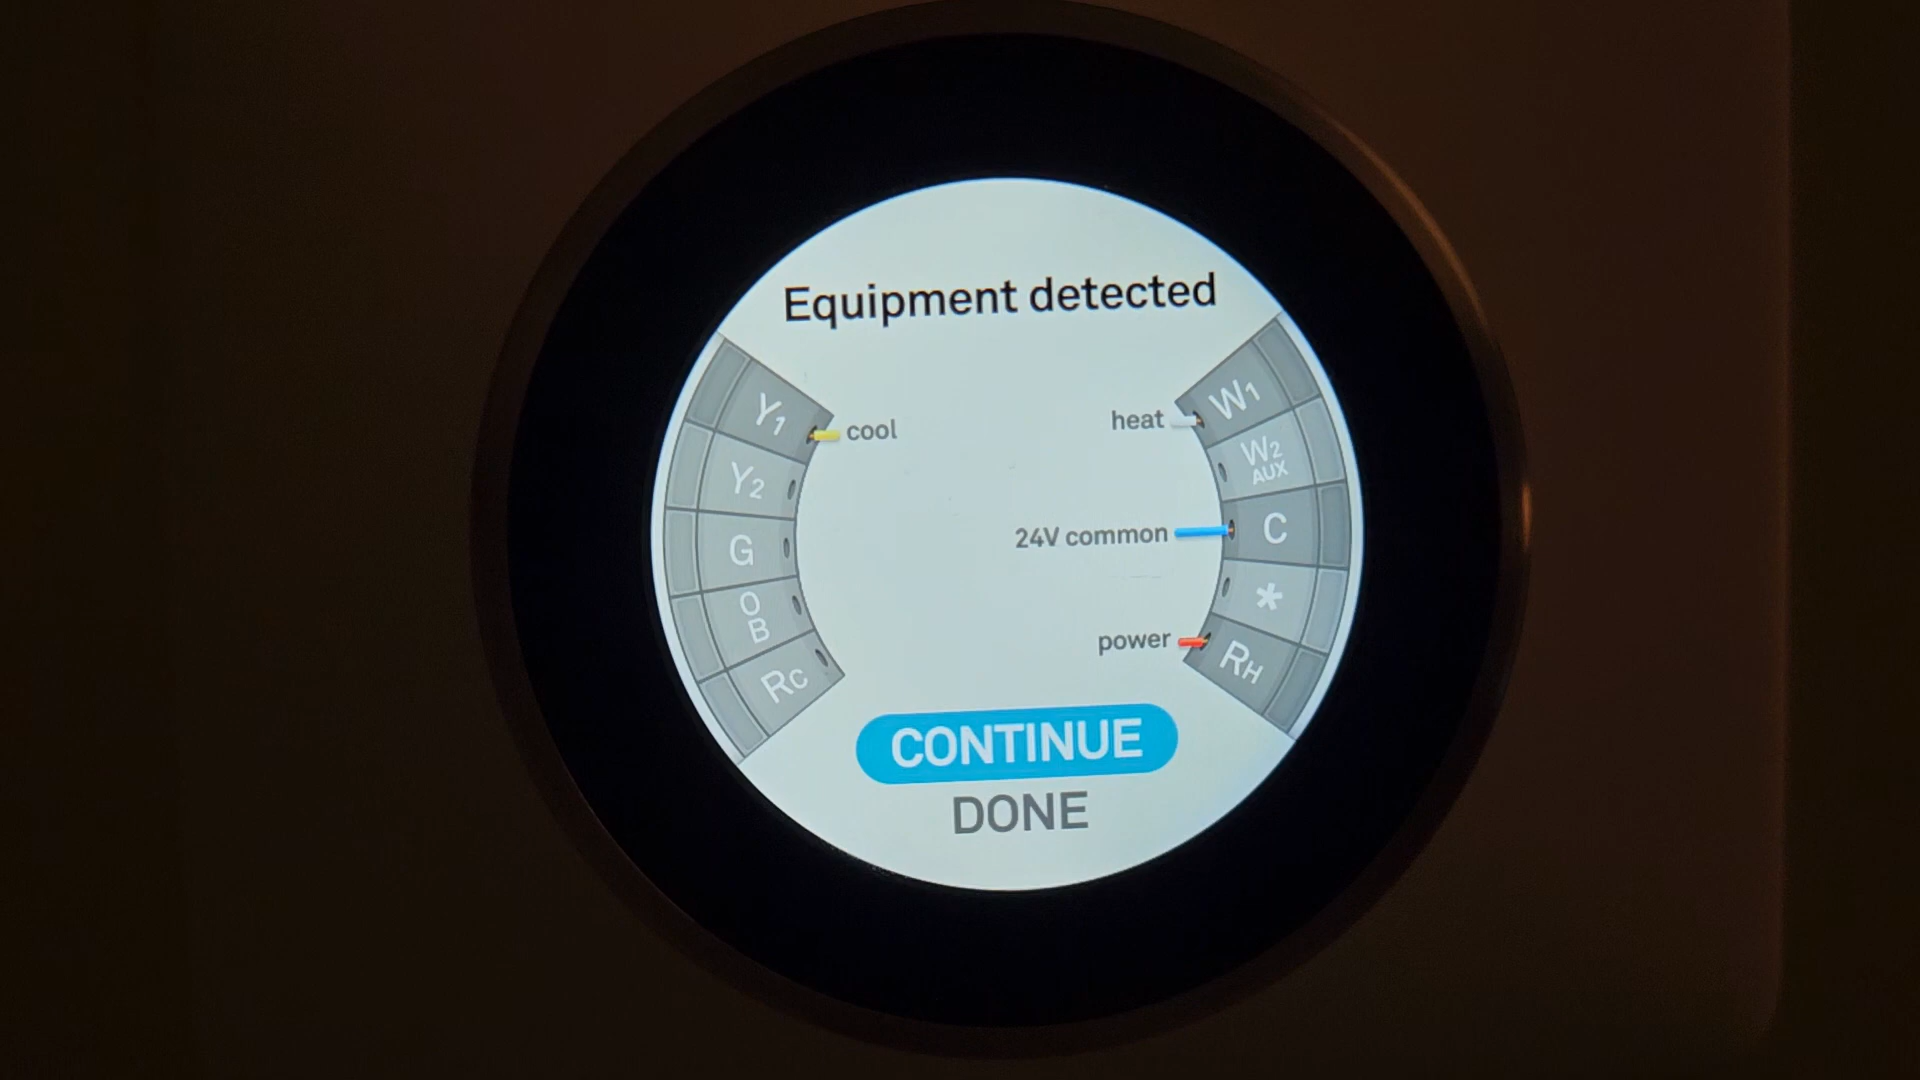 Equipment detected
Y1
cool
Y2
G
O
B
Rc
heat
W1
W2
AUX
24V common
C
*
power
RH
CONTINUE
DONE